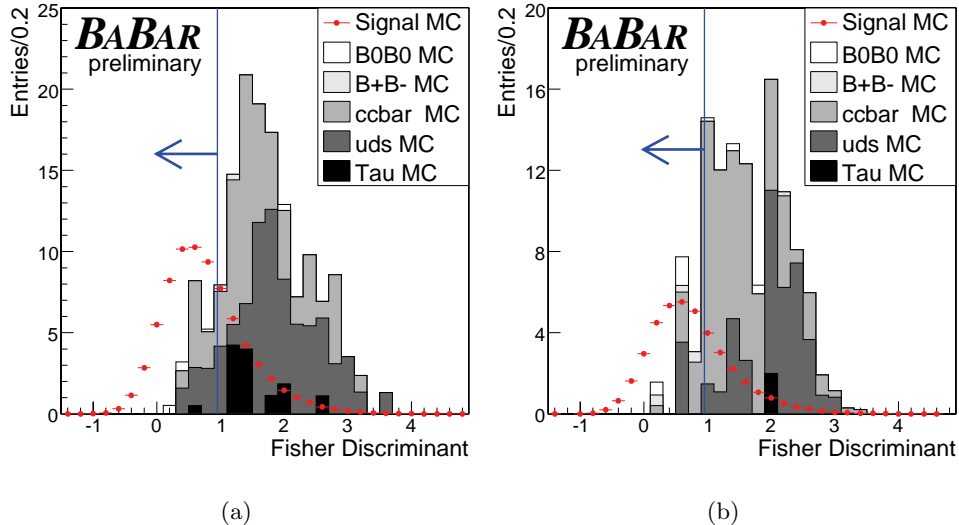 Entries/0.2
25
20
15
10
5
0
BABAR
preliminary
Signal MC
B0B0 MC
B+B- MC
ccbar MC
uds MC
Tau MC
-1 0 1 2 3 4
Fisher Discriminant
(a)
Entries/0.2
20
16
12
8
4
0
BABAR
preliminary
Signal MC
B0B0 MC
B+B- MC
ccbar MC
uds MC
Tau MC
-1 0 1 2 3 4
Fisher Discriminant
(b)